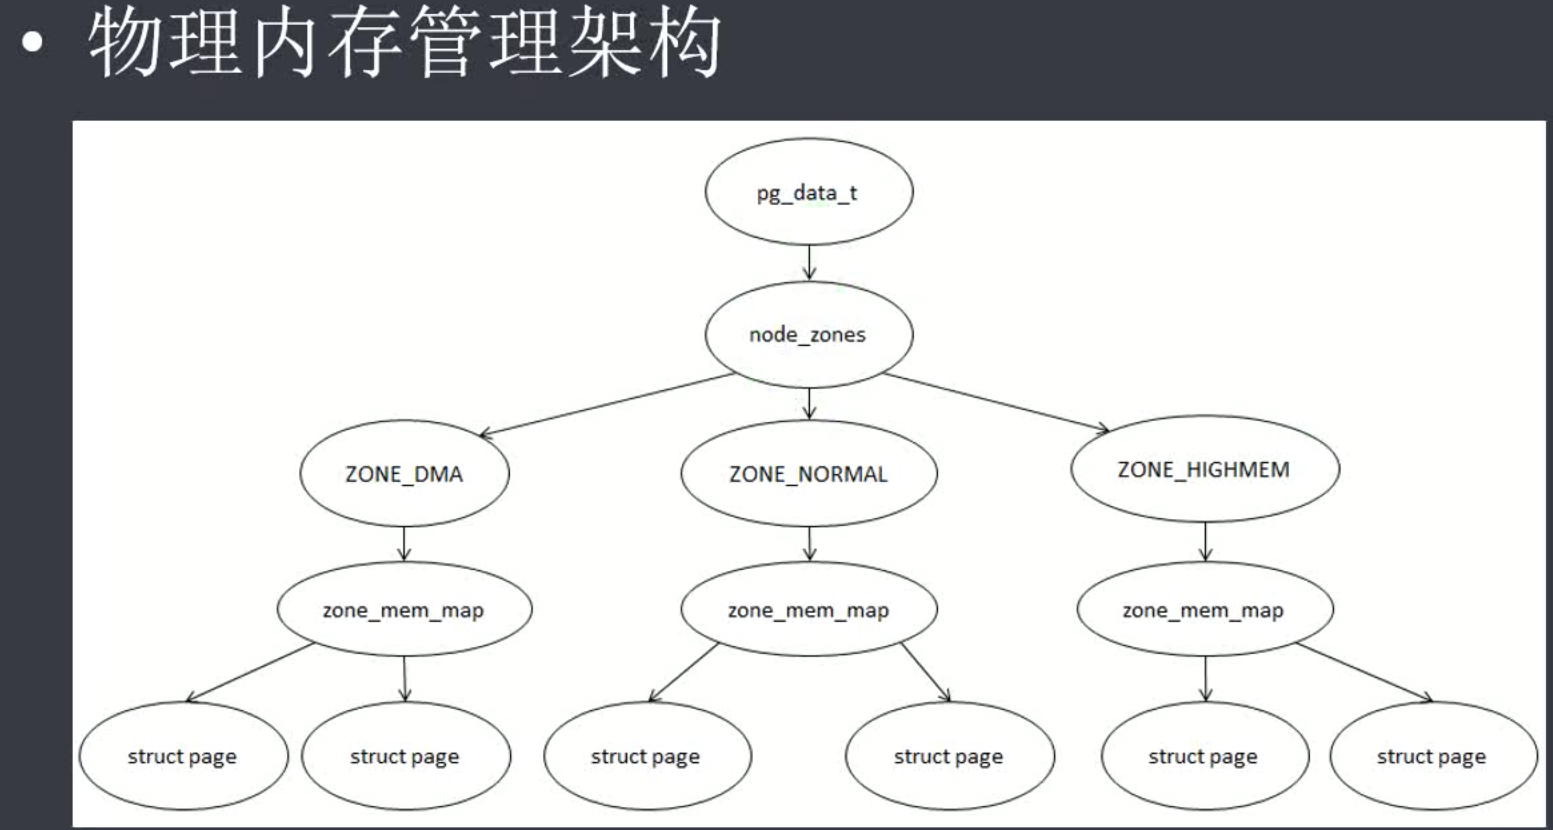 • 物理内存管理架构
pg_data_t
node_zones
ZONE_DMA
ZONE_NORMAL
ZONE_HIGHMEM
zone_mem_map
zone_mem_map
zone_mem_map
struct page
struct page
struct page
struct page
struct page
struct page